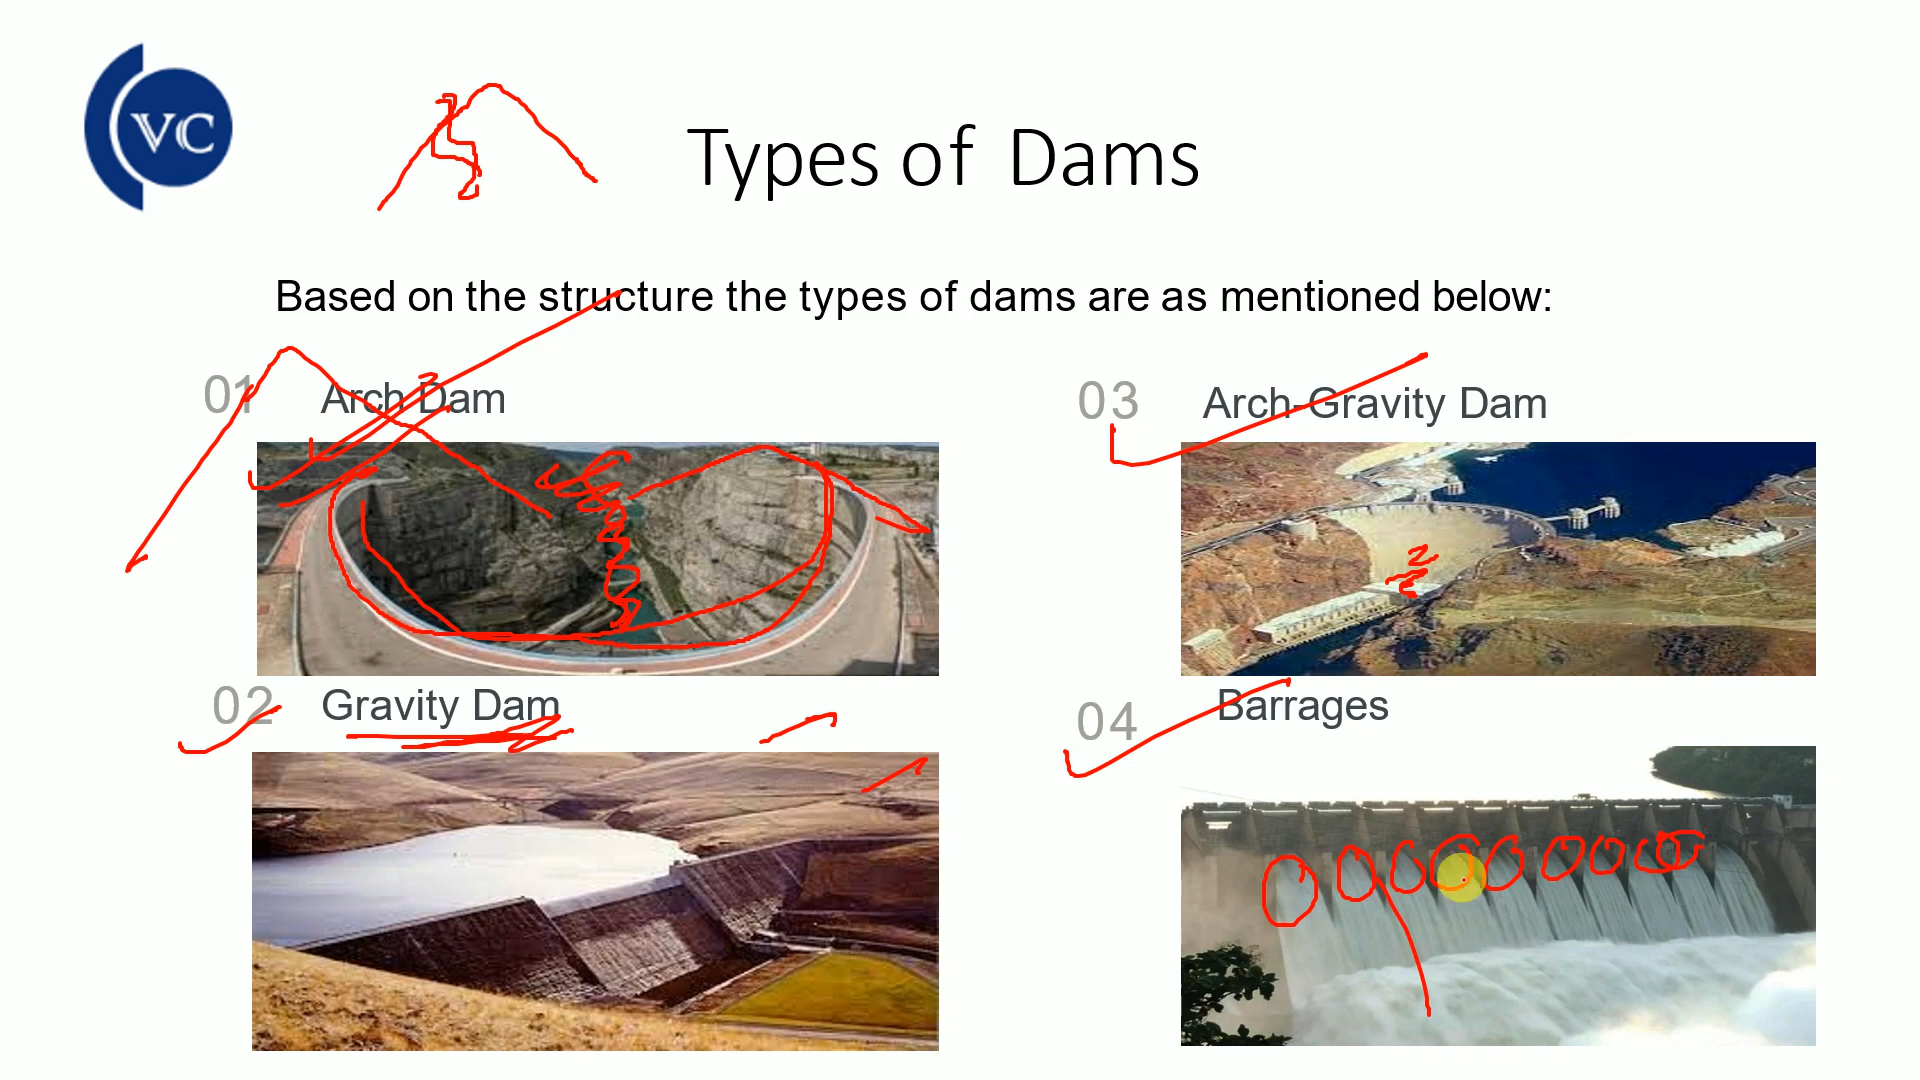 VC
Types of Dams
Based on the structure the types of dams are as mentioned below:
01 Arch Dam
02 Gravity Dam
03 Arch-Gravity Dam
04 Barrages